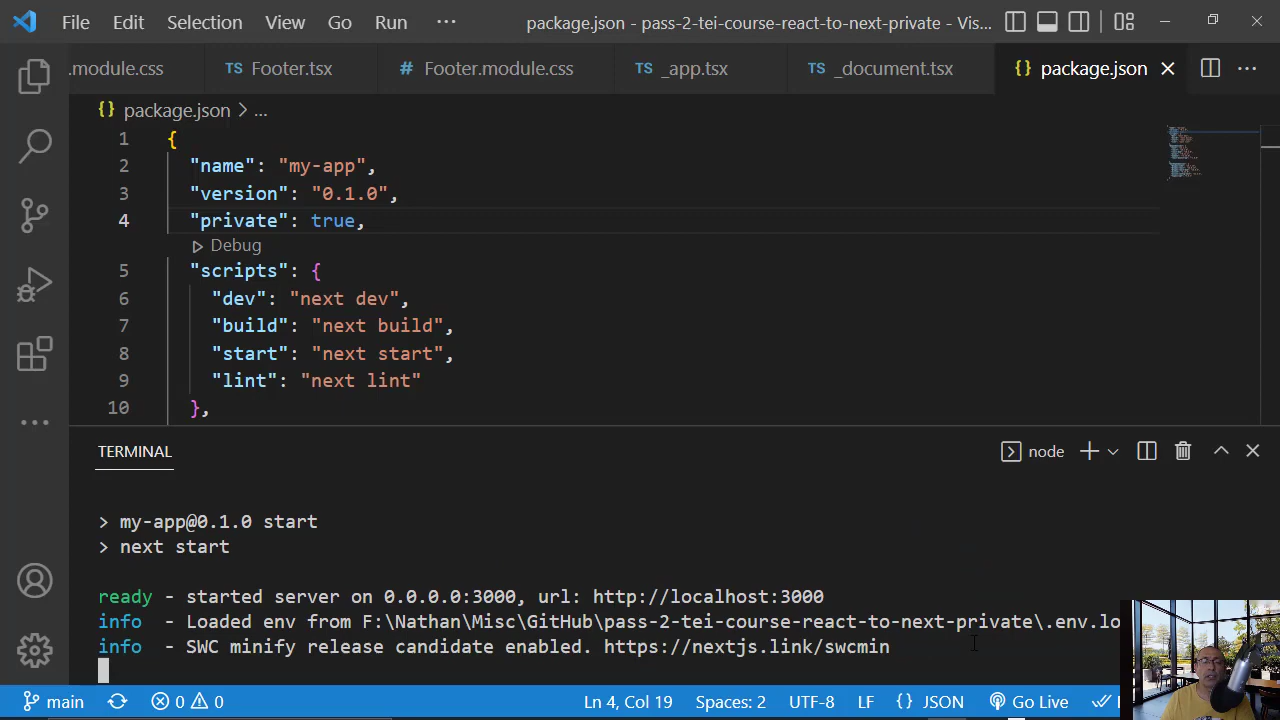 File Edit Selection View Go Run ··· package.json - pass-2-tei-course-react-to-next-private - Vis...
.module.css TS Footer.tsx # Footer.module.css TS _app.tsx TS _document.tsx {} package.json
{} package.json > ...
1 {
2 "name": "my-app",
3 "version": "0.1.0",
4 "private": true,
Debug
5 "scripts": {
6 "dev": "next dev",
7 "build": "next build",
8 "start": "next start",
9 "lint": "next lint"
10 },
TERMINAL node
> my-app@0.1.0 start
> next start
ready - started server on 0.0.0.0:3000, url: http://localhost:3000
info - Loaded env from F:\Nathan\Misc\GitHub\pass-2-tei-course-react-to-next-private\.env.lo
info - SWC minify release candidate enabled. https://nextjs.link/swcmin
main 0 0 Ln 4, Col 19 Spaces: 2 UTF-8 LF {} JSON Go Live